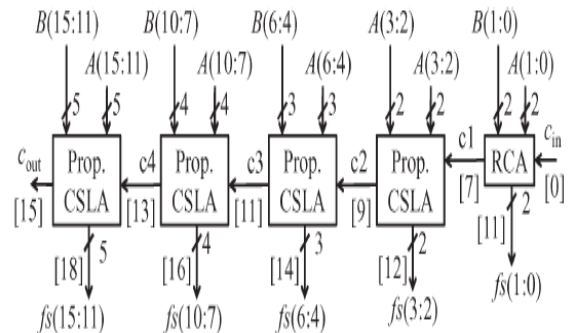 B(15:11) B(10:7) B(6:4) A(3:2) B(1:0)
A(15:11) A(10:7) A(6:4) A(3:2) A(1:0)
5 5 4 4 3 3 2 2 2 2
cout Prop. CSLA c4 Prop. CSLA c3 Prop. CSLA c2 Prop. CSLA c1 RCA cin
[15] [13] [11] [9] [7] [0]
[18] 5 [16] 4 [14] 3 [12] 2 [11] 2
fs(15:11) fs(10:7) fs(6:4) fs(3:2) fs(1:0)